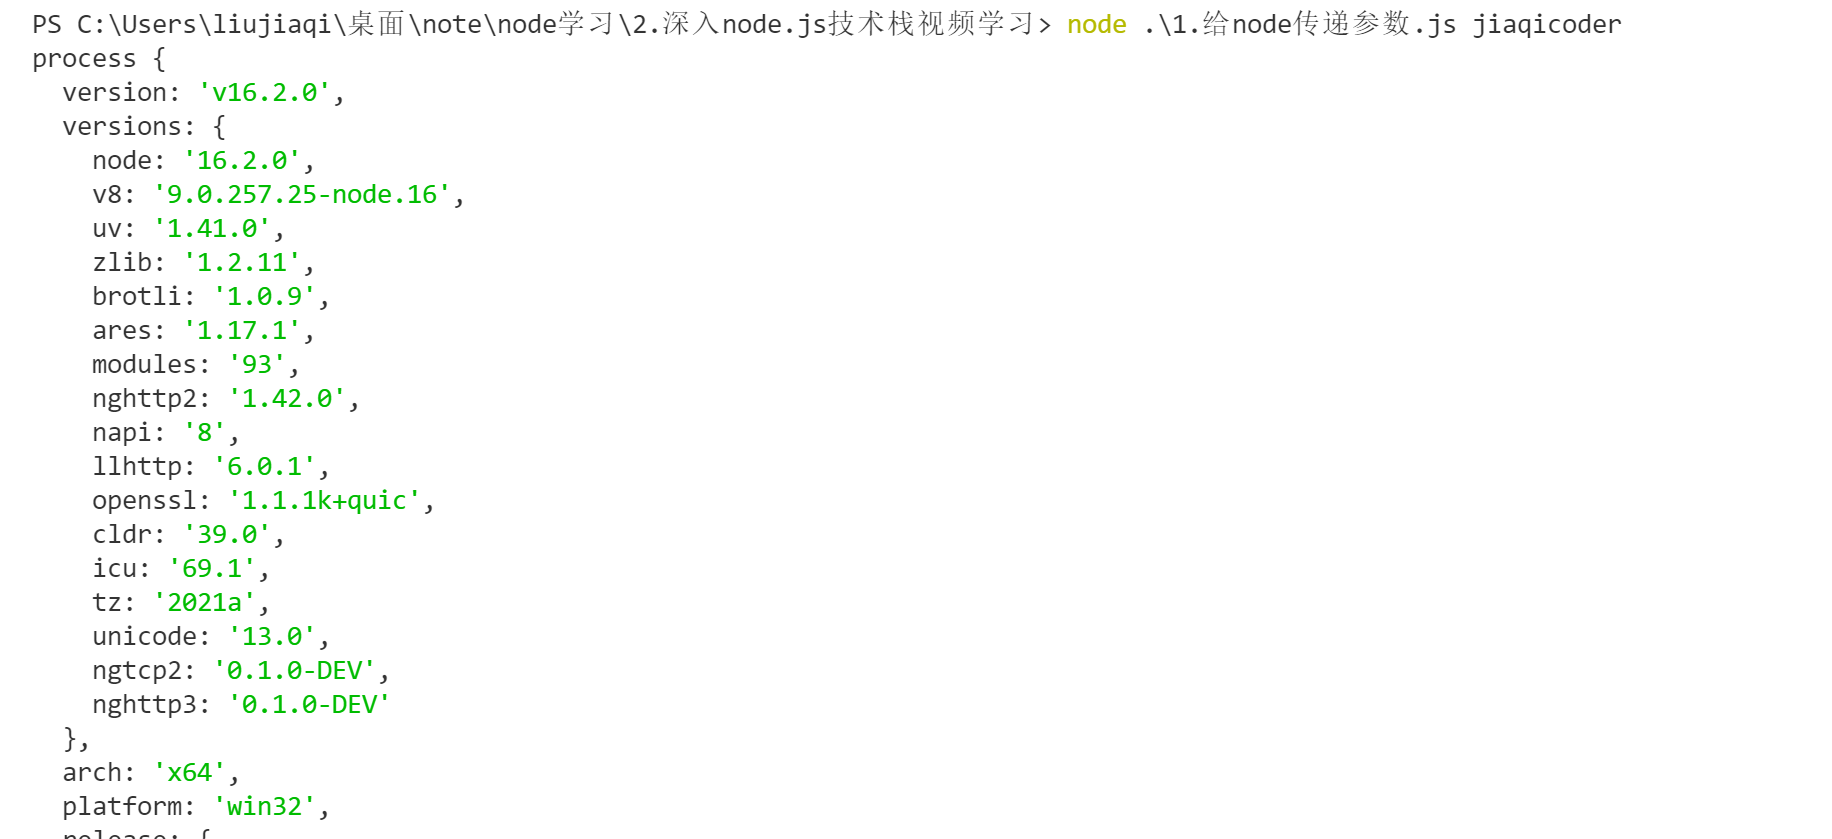 PS C:\Users\liujiaqi\桌面\note\node学习\2.深入node.js技术栈视频学习> node .\1.给node传递参数.js jiaqicoder
process {
  version: 'v16.2.0',
  versions: {
    node: '16.2.0',
    v8: '9.0.257.25-node.16',
    uv: '1.41.0',
    zlib: '1.2.11',
    brotli: '1.0.9',
    ares: '1.17.1',
    modules: '93',
    nghttp2: '1.42.0',
    napi: '8',
    llhttp: '6.0.1',
    openssl: '1.1.1k+quic',
    cldr: '39.0',
    icu: '69.1',
    tz: '2021a',
    unicode: '13.0',
    ngtcp2: '0.1.0-DEV',
    nghttp3: '0.1.0-DEV'
  },
  arch: 'x64',
  platform: 'win32',
  release: {